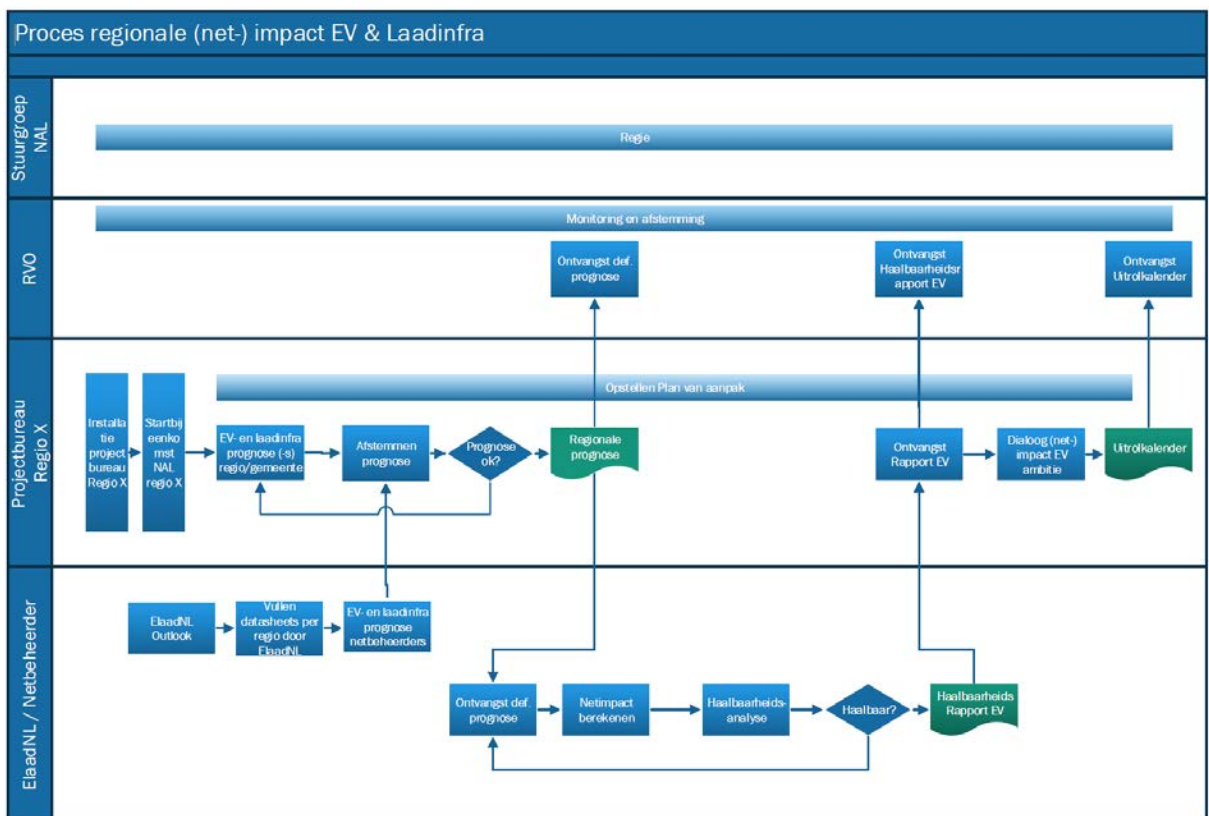 Proces regionale (net-) impact EV & Laadinfra
Stuurgroep
NAL
Regie
RVO
Monitoring en afstemming
Ontvangst def.
prognose
Ontvangst
Haalbaarheidsr
apport EV
Ontvangst
Uitrolkalender
Projectbureau
Regio X
Opstellen Plan van aanpak
Installa
tie
project
bureau
Regio X
Startbij
eenko
mst
NAL
regio X
EV- en laadinfra
prognose (-s)
regio/gemeente
Afstemmen
prognose
Prognose
ok?
Regionale
prognose
Ontvangst
Rapport EV
Dialoog (net-)
impact EV
ambitie
Uitrolkalender
ElaadNL / Netbeheerder
ElaadNL
Outlook
Vullen
datasheets per
regio door
ElaadNL
EV- en laadinfra
prognose
netbeheerders
Ontvangst def.
prognose
Netimpact
berekenen
Haalbaarheids-
analyse
Haalbaar?
Haalbaarheids
Rapport EV